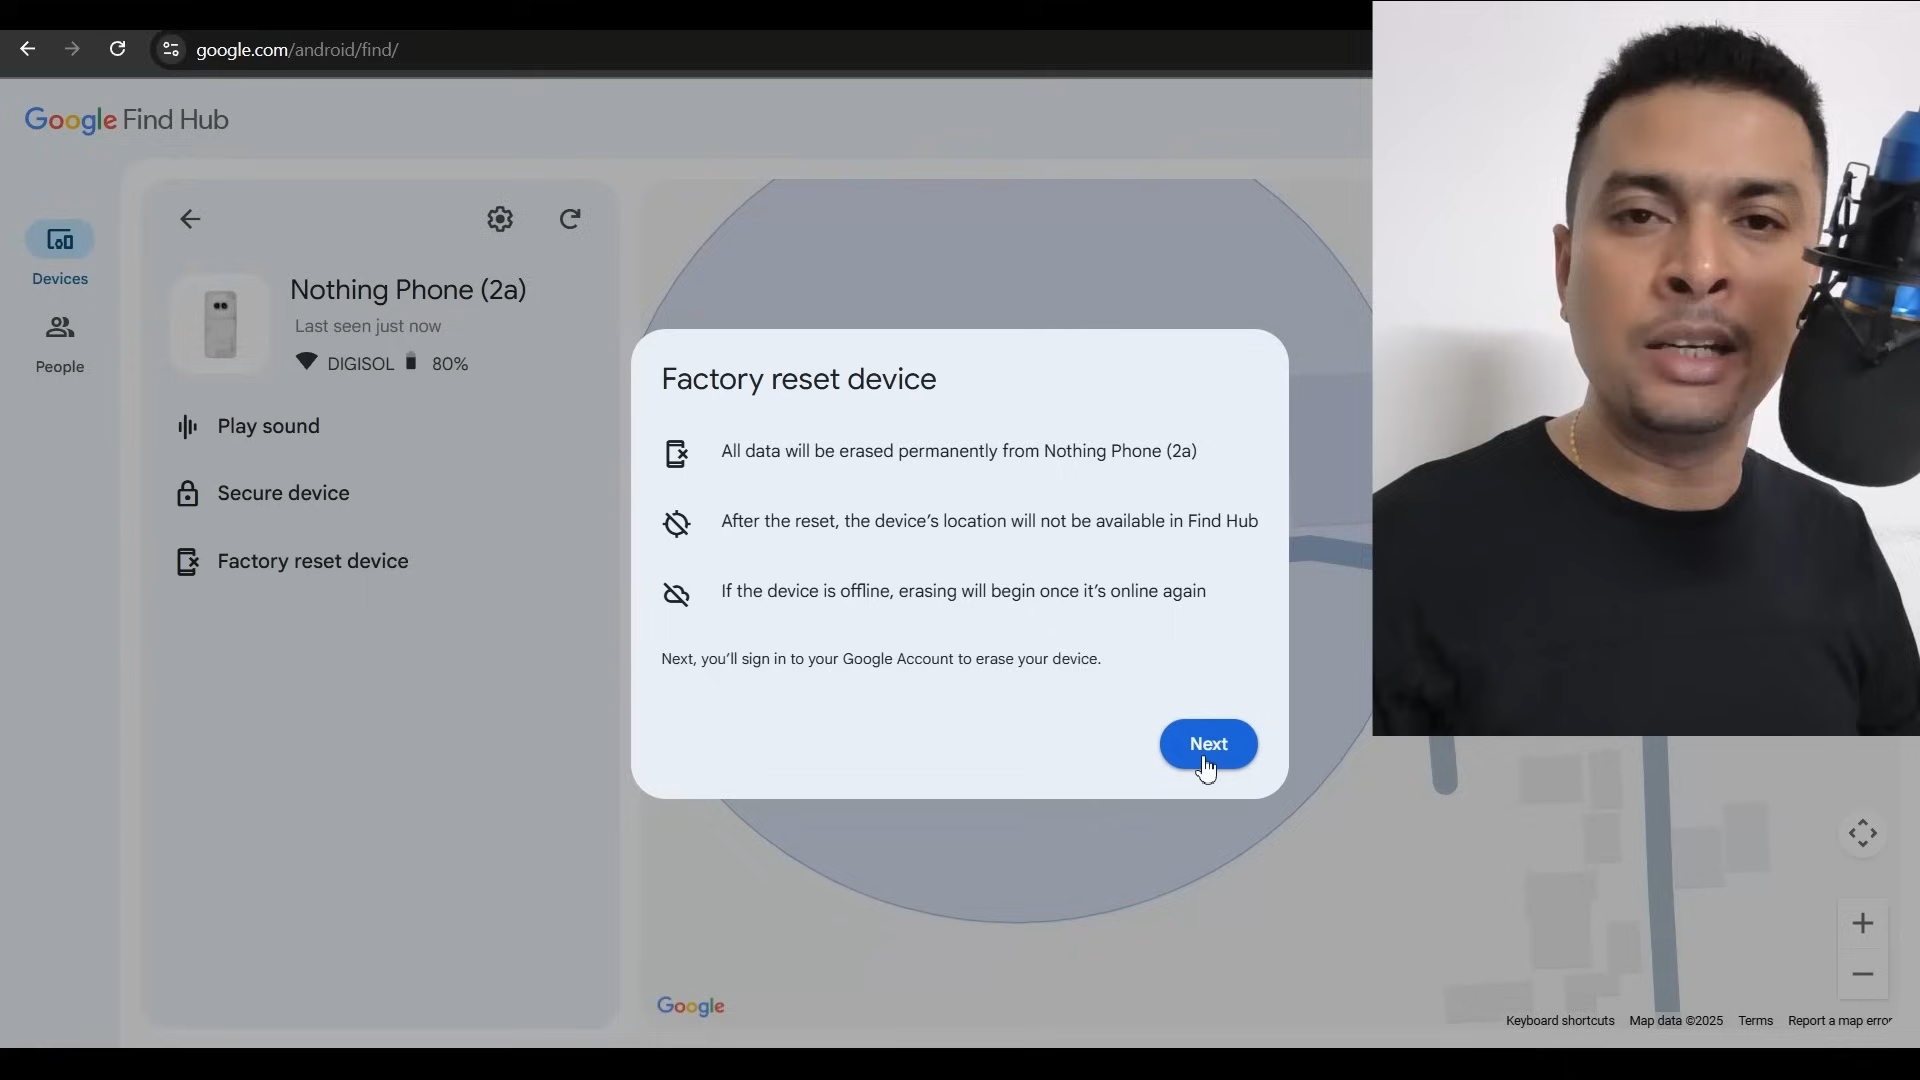 google.com/android/find/
Google Find Hub
Devices
People
Nothing Phone (2a)
Last seen just now
DIGISOL 80%
Play sound
Secure device
Factory reset device
Factory reset device
All data will be erased permanently from Nothing Phone (2a)
After the reset, the device’s location will not be available in Find Hub
If the device is offline, erasing will begin once it’s online again
Next, you’ll sign in to your Google Account to erase your device.
Next
Google
Keyboard shortcuts Map data ©2025 Terms Report a map error